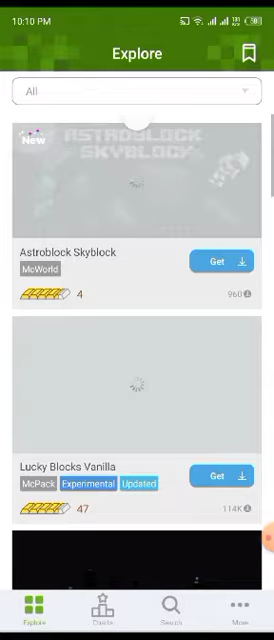 10:10 PM
Explore
All
New
ASTROBLOCK
SKYBLOCK
Astroblock Skyblock
McWorld
Get
4
960
Lucky Blocks Vanilla
McPack Experimental Updated
Get
47
114K
Explore
Search
More